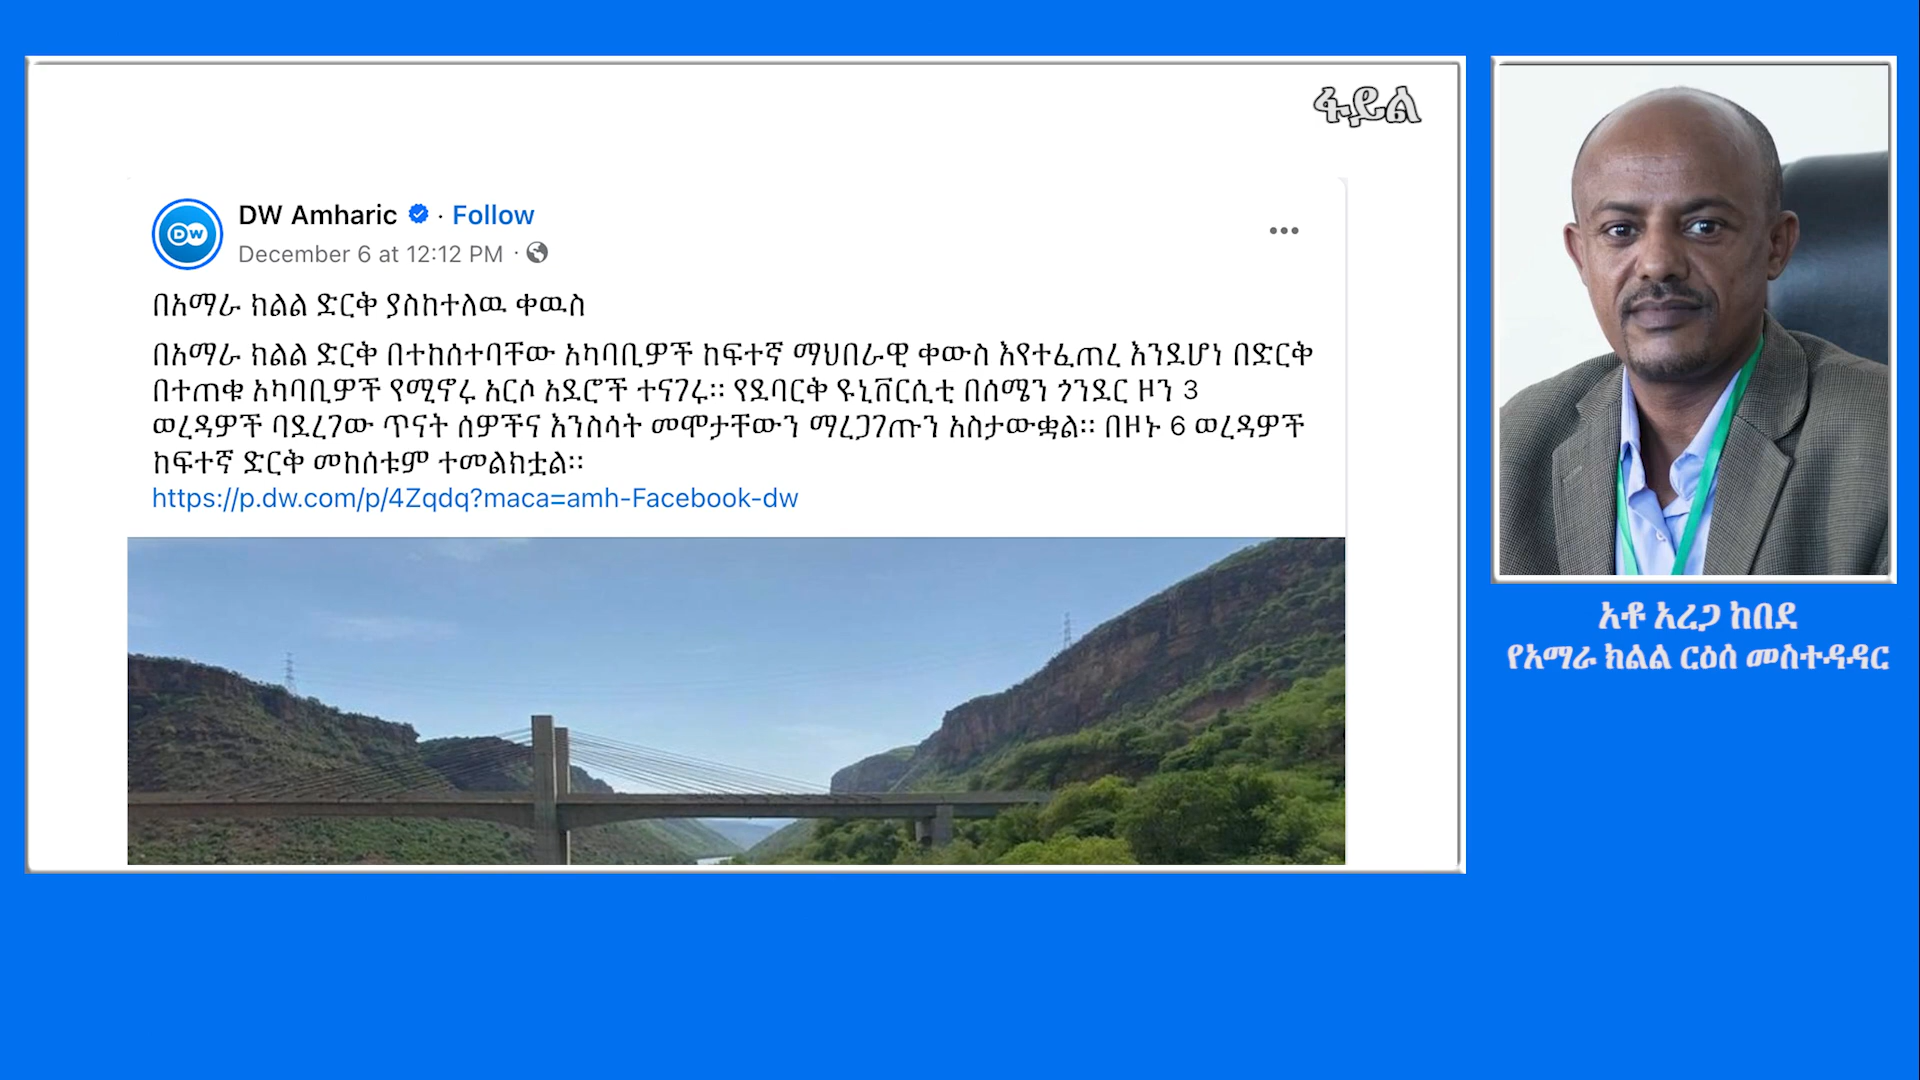 ፋይል
DW
DW Amharic · Follow
December 6 at 12:12 PM ·
በአማራ ክልል ድርቅ ያስከተለዉ ቀዉስ
በአማራ ክልል ድርቅ በተከሰተባቸው አካባቢዎች ከፍተኛ ማህበራዊ ቀውስ እየተፈጠረ እንደሆነ በድርቅ
በተጠቁ አካባቢዎች የሚኖሩ አርሶ አደሮች ተናገሩ፡፡ የደባርቅ ዩኒቨርሲቲ በሰሜን ጎንደር ዞን 3
ወረዳዎች ባደረገው ጥናት ሰዎችና እንስሳት መሞታቸውን ማረጋገጡን አስታውቋል፡፡ በዞኑ 6 ወረዳዎች
ከፍተኛ ድርቅ መከሰቱም ተመልክቷል፡፡
https://p.dw.com/p/4Zqdq?maca=amh-Facebook-dw
አቶ አረጋ ከበደ
የአማራ ክልል ርዕሰ መስተዳዳር